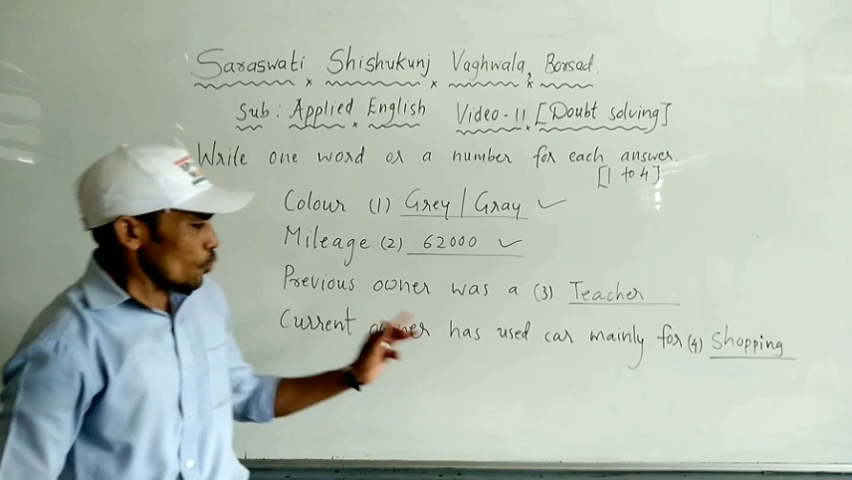 Saraswati Shishukunj Vaghwala, Borsad.
Sub : Applied English Video-11 [Doubt solving]
Write one word or a number for each answer.
[1 to 4]
Colour (1) Grey/Gray ✓
Mileage (2) 62000 ✓
Previous owner was a (3) Teacher
Current owner has used car mainly for (4) Shopping